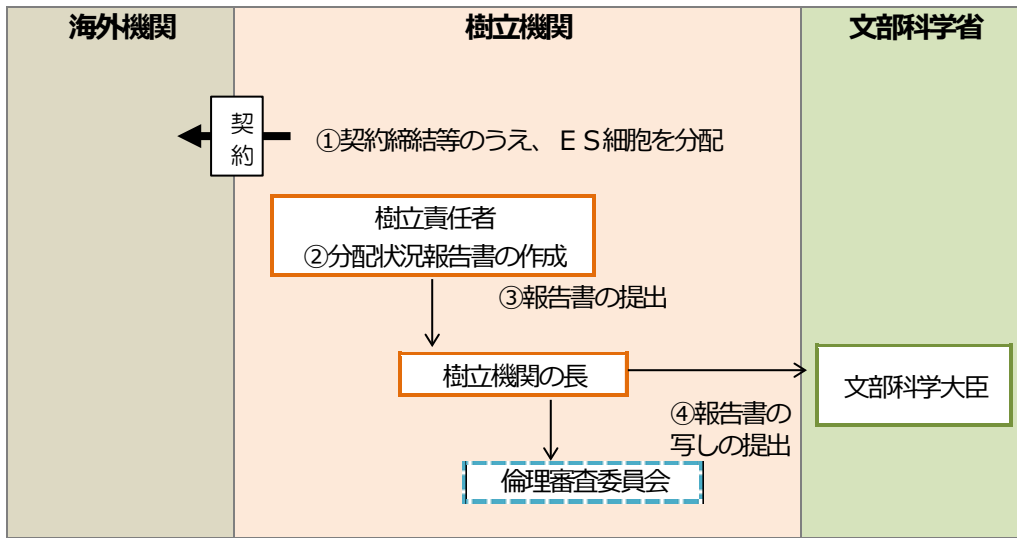 海外機関
樹立機関
文部科学省
契
約
①契約締結等のうえ、ＥＳ細胞を分配
樹立責任者
②分配状況報告書の作成
③報告書の提出
樹立機関の長
文部科学大臣
④報告書の
写しの提出
倫理審査委員会